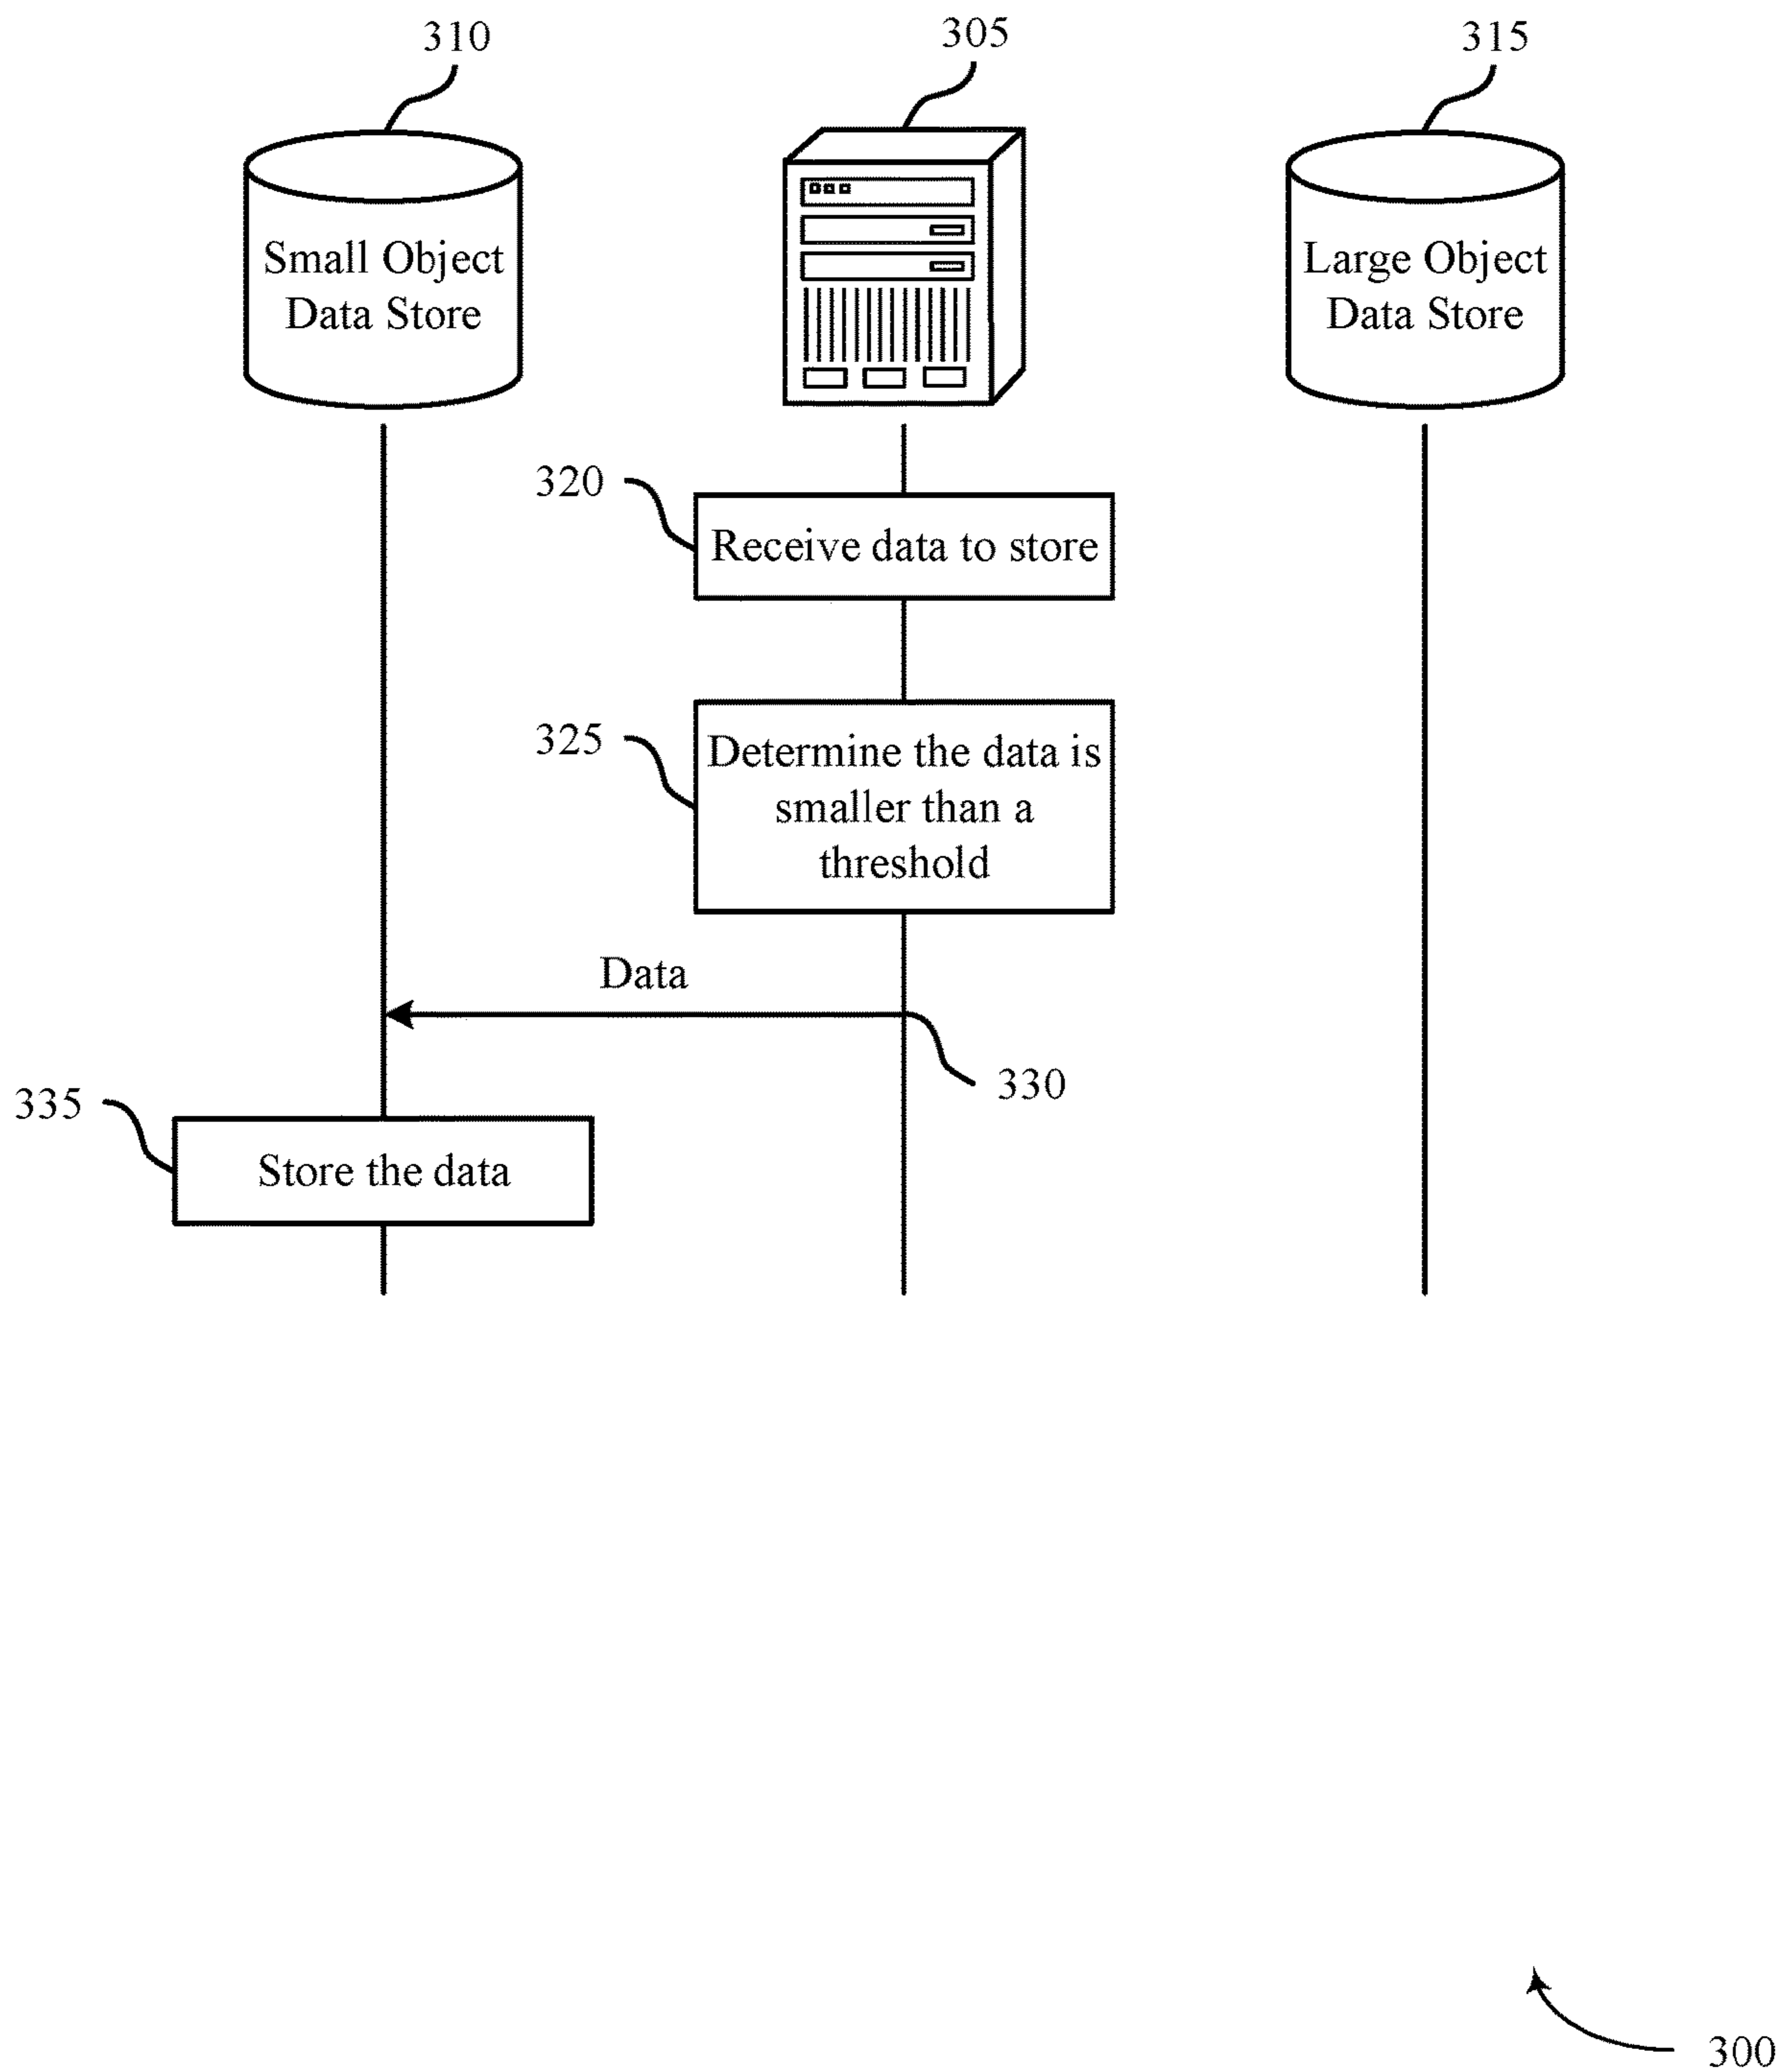 310
305
315
Small Object
Data Store
Large Object
Data Store
320
Receive data to store
325
Determine the data is
smaller than a
threshold
Data
330
335
Store the data
300